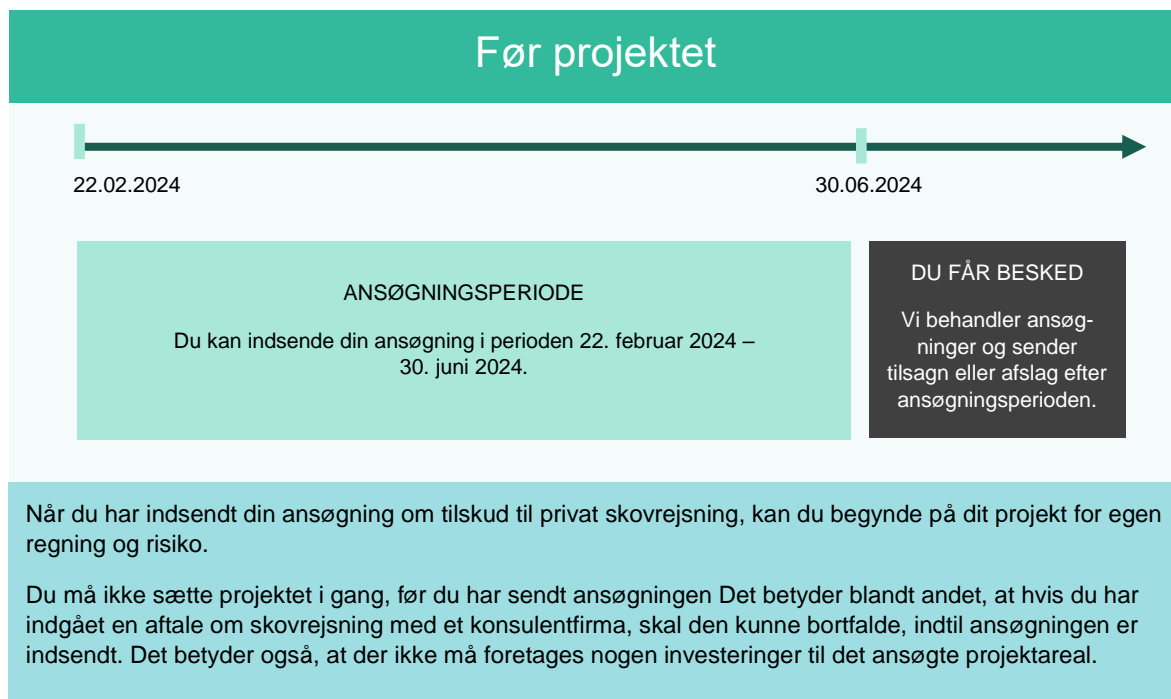 Før projektet
22.02.2024
30.06.2024
ANSØGNINGSPERIODE
Du kan indsende din ansøgning i perioden 22. februar 2024 –
30. juni 2024.
DU FÅR BESKED
Vi behandler ansøg-
ninger og sender
tilsagn eller afslag efter
ansøgningsperioden.
Når du har indsendt din ansøgning om tilskud til privat skovrejsning, kan du begynde på dit projekt for egen
regning og risiko.
Du må ikke sætte projektet i gang, før du har sendt ansøgningen Det betyder blandt andet, at hvis du har
indgået en aftale om skovrejsning med et konsulentfirma, skal den kunne bortfalde, indtil ansøgningen er
indsendt. Det betyder også, at der ikke må foretages nogen investeringer til det ansøgte projektareal.